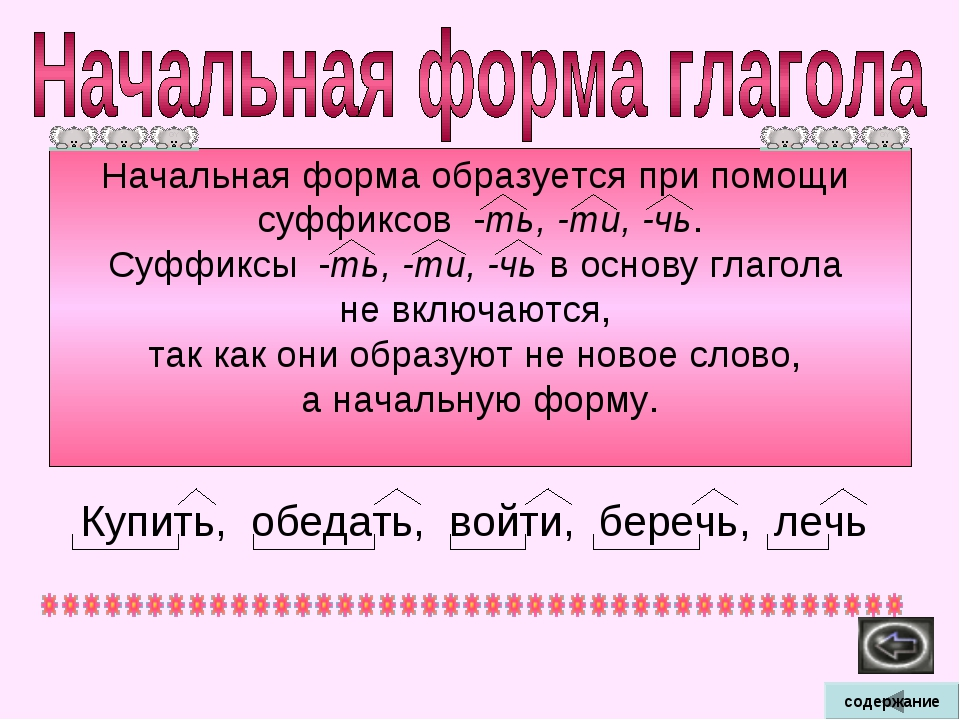 Начальная форма глагола
Начальная форма образуется при помощи
суффиксов -ть, -ти, -чь.
Суффиксы -ть, -ти, -чь в основу глагола
не включаются,
так как они образуют не новое слово,
а начальную форму.
Купить, обедать, войти, беречь, лечь
содержание